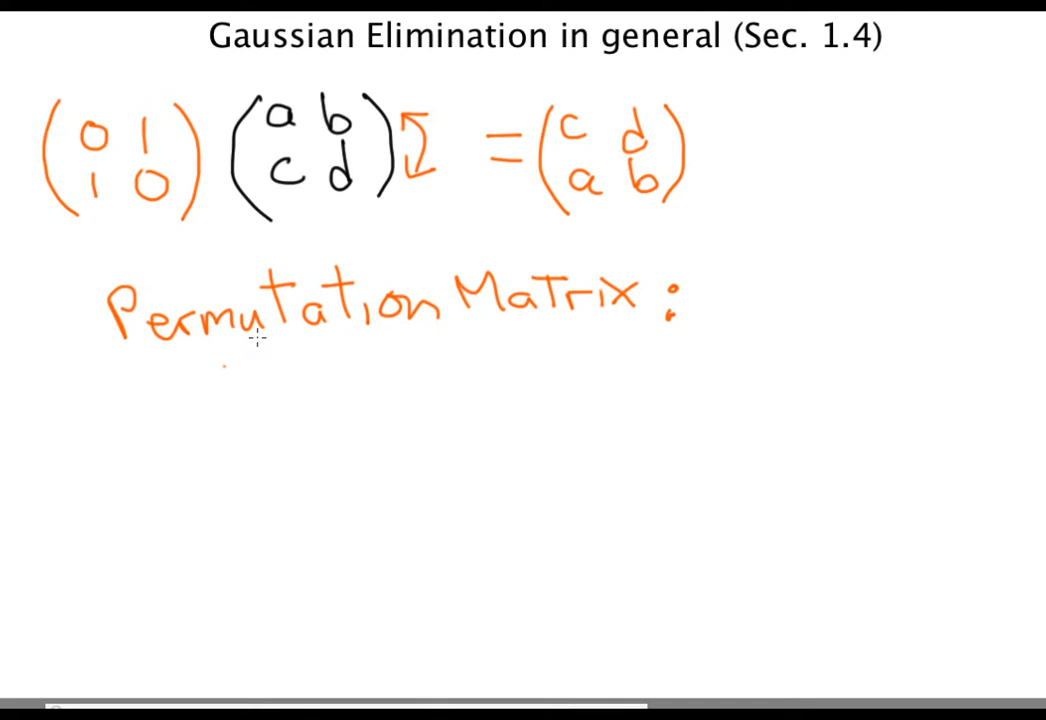 Gaussian Elimination in general (Sec. 1.4)
(0 1) (a b) = (c d)
(1 0) (c d) (a b)
Permutation Matrix :